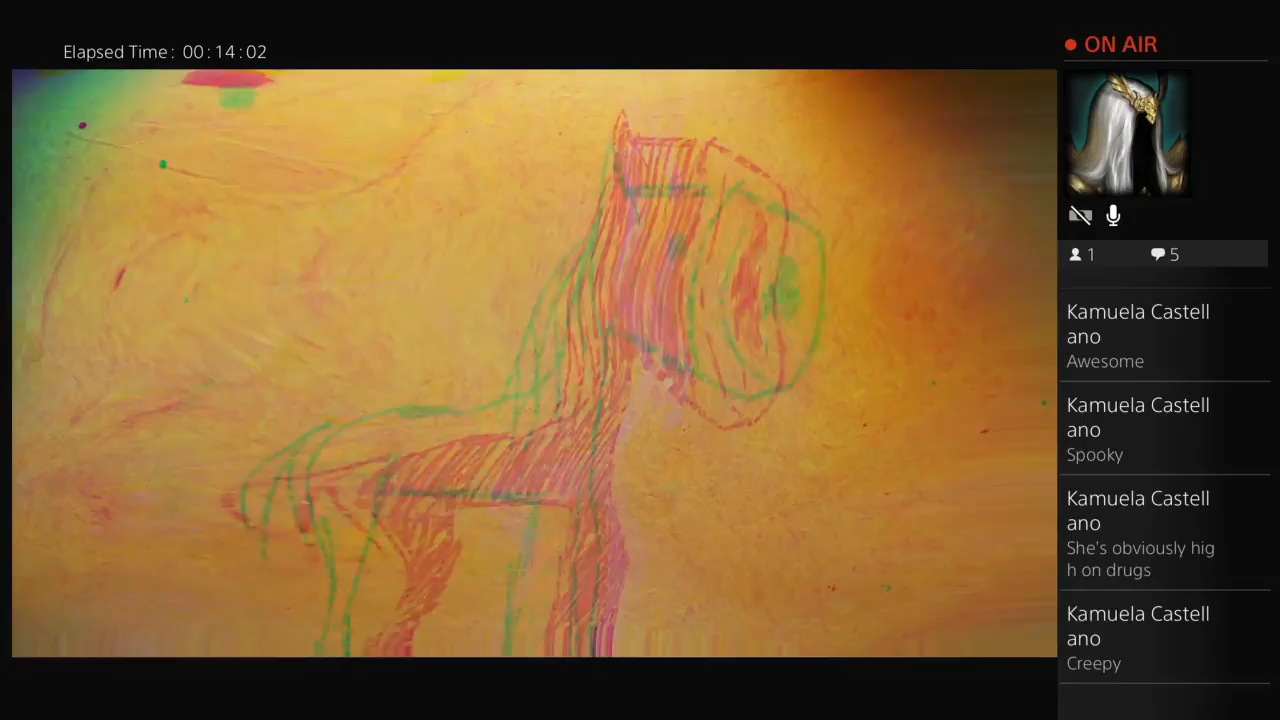 Elapsed Time: 00:14:02
ON AIR
1 5
Kamuela Castell
ano
Awesome
Kamuela Castell
ano
Spooky
Kamuela Castell
ano
She's obviously hig
h on drugs
Kamuela Castell
ano
Creepy